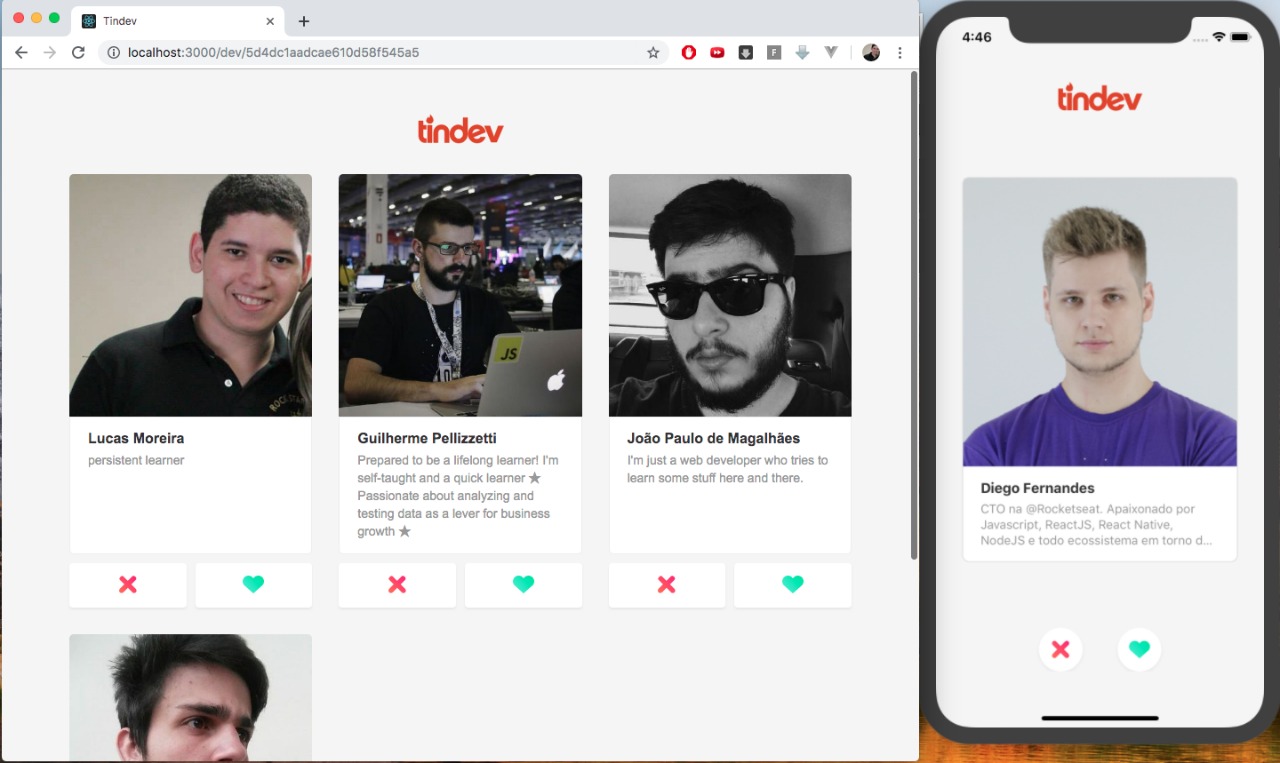 Tindev
localhost:3000/dev/5d4dc1aadcae610d58f545a5
F
tindev
JS
Lucas Moreira
persistent learner
Guilherme Pellizzetti
Prepared to be a lifelong learner! I'm
self-taught and a quick learner ★
Passionate about analyzing and
testing data as a lever for business
growth ★
João Paulo de Magalhães
I'm just a web developer who tries to
learn some stuff here and there.
4:46
tindev
Diego Fernandes
CTO na @Rocketseat. Apaixonado por
Javascript, ReactJS, React Native,
NodeJS e todo ecossistema em torno d...